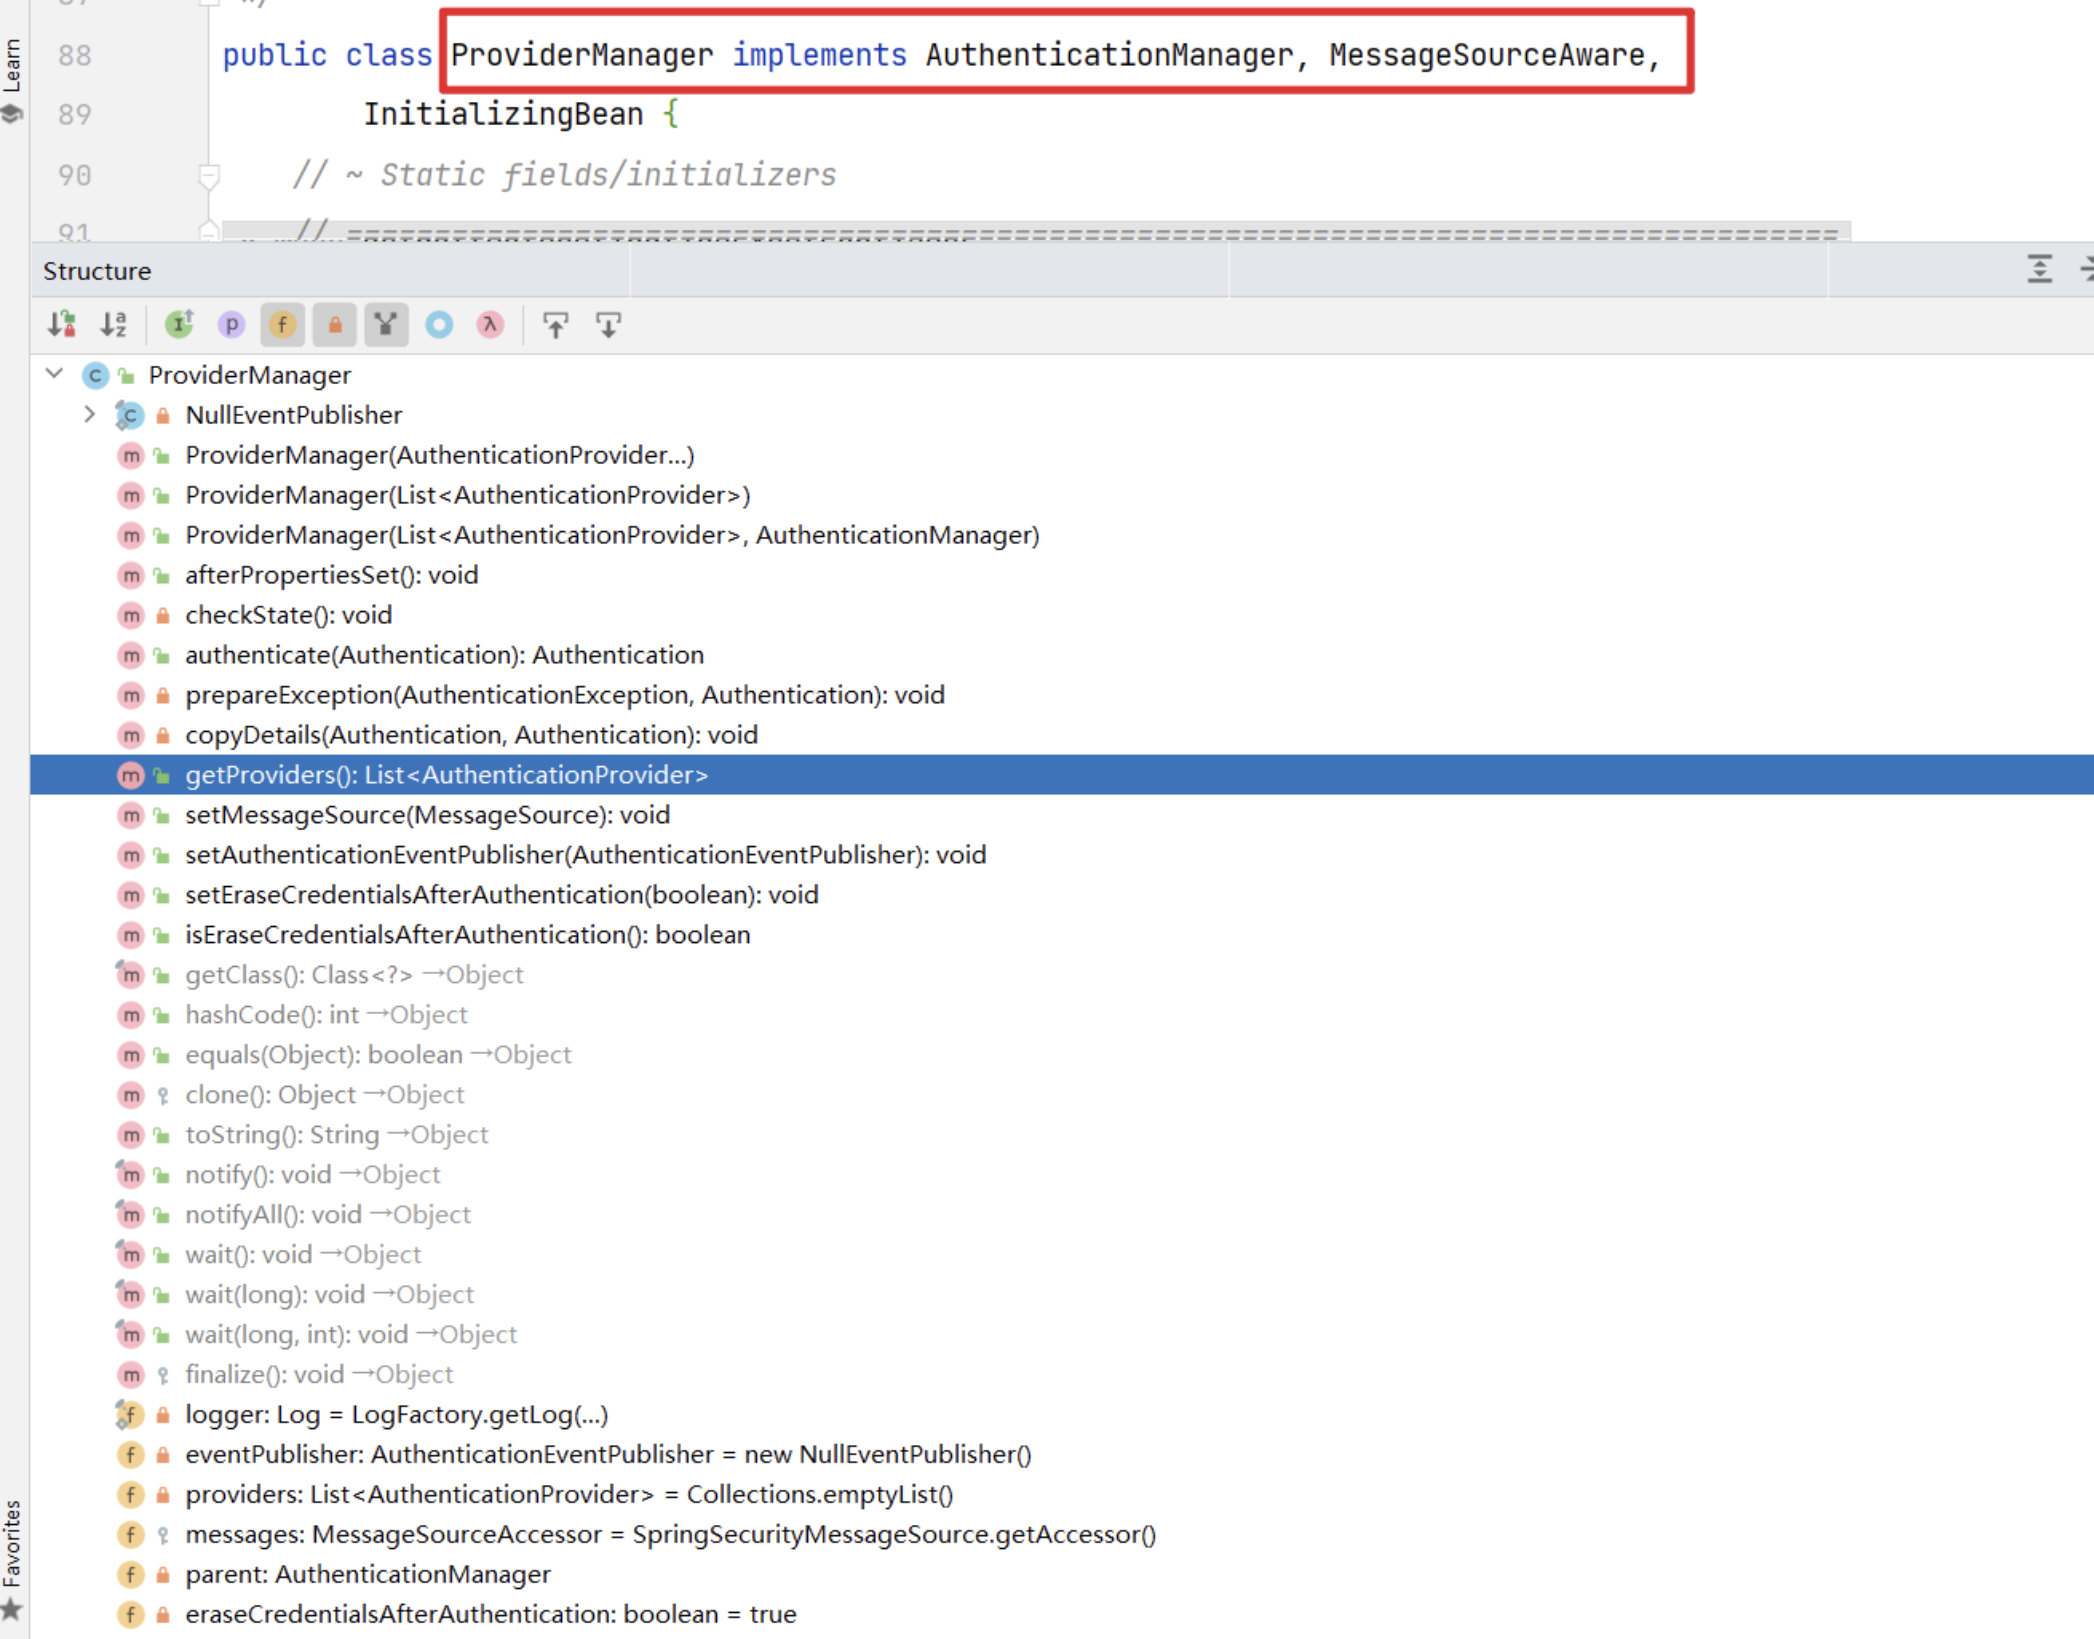 Learn
88 public class ProviderManager implements AuthenticationManager, MessageSourceAware,
89 InitializingBean {
90 // ~ Static fields/initializers
91 // =====================================================================================
Structure
ProviderManager
NullEventPublisher
ProviderManager(AuthenticationProvider...)
ProviderManager(List<AuthenticationProvider>)
ProviderManager(List<AuthenticationProvider>, AuthenticationManager)
afterPropertiesSet(): void
checkState(): void
authenticate(Authentication): Authentication
prepareException(AuthenticationException, Authentication): void
copyDetails(Authentication, Authentication): void
getProviders(): List<AuthenticationProvider>
setMessageSource(MessageSource): void
setAuthenticationEventPublisher(AuthenticationEventPublisher): void
setEraseCredentialsAfterAuthentication(boolean): void
isEraseCredentialsAfterAuthentication(): boolean
getClass(): Class<?> →Object
hashCode(): int →Object
equals(Object): boolean →Object
clone(): Object →Object
toString(): String →Object
notify(): void →Object
notifyAll(): void →Object
wait(): void →Object
wait(long): void →Object
wait(long, int): void →Object
finalize(): void →Object
logger: Log = LogFactory.getLog(...)
eventPublisher: AuthenticationEventPublisher = new NullEventPublisher()
providers: List<AuthenticationProvider> = Collections.emptyList()
messages: MessageSourceAccessor = SpringSecurityMessageSource.getAccessor()
parent: AuthenticationManager
eraseCredentialsAfterAuthentication: boolean = true
Favorites